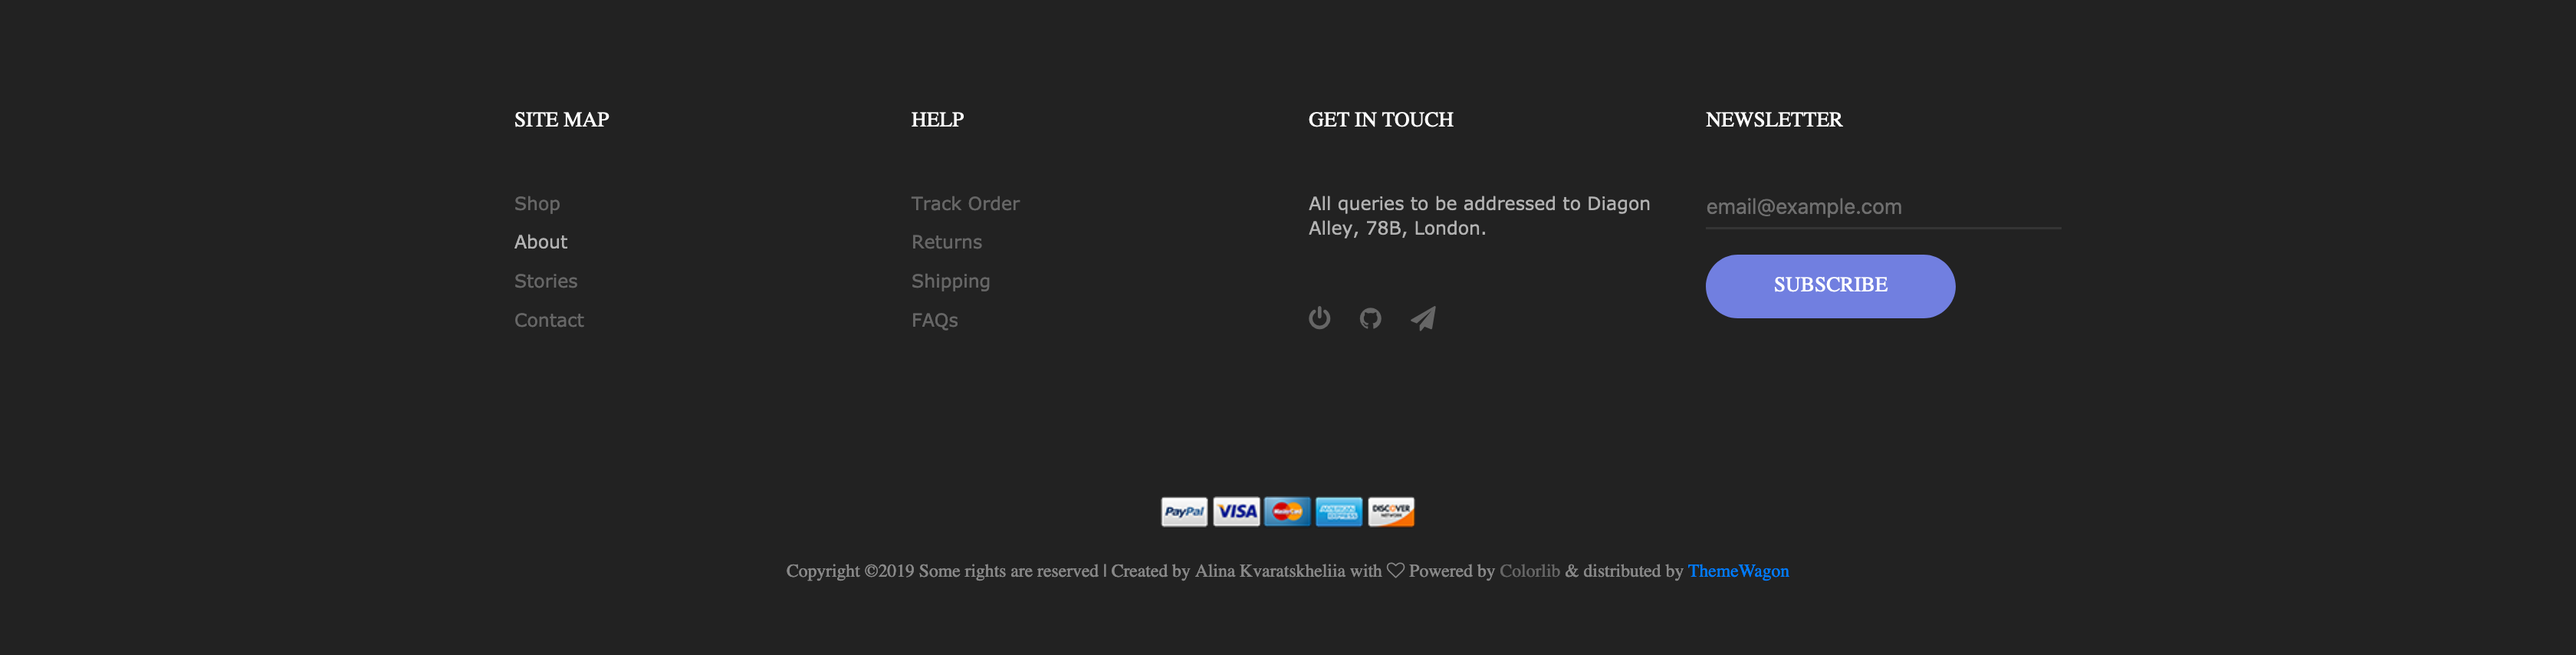 SITE MAP
Shop
About
Stories
Contact
HELP
Track Order
Returns
Shipping
FAQs
GET IN TOUCH
All queries to be addressed to Diagon
Alley, 78B, London.
NEWSLETTER
email@example.com
SUBSCRIBE
PayPal VISA MasterCard AMERICAN EXPRESS DISCOVER NETWORK
Copyright ©2019 Some rights are reserved | Created by Alina Kvaratskheliia with ♡ Powered by Colorlib & distributed by ThemeWagon